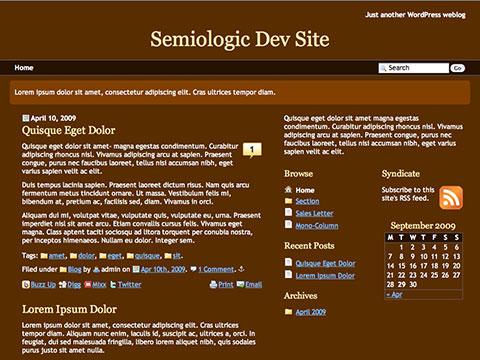 Just another WordPress weblog
Semiologic Dev Site
Home
Search
Go
Lorem ipsum dolor sit amet, consectetur adipiscing elit. Cras ultrices tempor diam.
April 10, 2009
Quisque Eget Dolor
1
Quisque eget dolor sit amet- magna egestas condimentum. Curabitur
adipiscing rhoncus nisl. Vivamus adipiscing arcu at sapien. Praesent
congue, purus nec faucibus laoreet, tellus nisi accumsan nibh, eget
varius sapien velit ac elit.
Duis tempus lacinia sapien. Praesent laoreet dictum risus. Nam quis arcu
fermentum metus tincidunt ornare. Ut massa. Vestibulum felis mi,
bibendum at, pretium ac, facilisis sed, diam. Vivamus in orci.
Aliquam dui mi, volutpat vitae, vulputate quis, vulputate eu, urna. Praesent
imperdiet nisl sit amet arcu. Etiam convallis cursus felis. Vivamus eget
magna. Class aptent taciti sociosqu ad litora torquent per conubia nostra,
per inceptos himenaeos. Nullam eu dolor. Integer sem.
Tags: amet, dolor, eget, quisque, sit.
Filed under Blog by admin on Apr 10th, 2009. 1 Comment.
Buzz Up Digg Mixx Twitter Print Email
Lorem Ipsum Dolor
Lorem ipsum dolor sit amet, consectetur adipiscing elit. Cras ultrices
tempor diam. Aliquam nunc enim, iaculis id, suscipit ac, ultrices a, orci. In
feugiat, dui sed malesuada fringilla, libero lorem aliquet nibh, quis sodales
purus justo sit amet nulla.
Quisque eget dolor sit amet magna egestas
condimentum. Curabitur adipiscing rhoncus nisl.
Vivamus adipiscing arcu at sapien. Praesent
congue, purus nec faucibus laoreet, tellus nisi
accumsan nibh, eget varius sapien velit ac elit.
Browse
Home
Section
Sales Letter
Mono-Column
Recent Posts
Quisque Eget Dolor
Lorem Ipsum Dolor
Archives
April 2009
Syndicate
Subscribe to this
site's RSS feed.
September 2009
M T W T F S S
1 2 3 4 5 6
7 8 9 10 11 12 13
14 15 16 17 18 19 20
21 22 23 24 25 26 27
28 29 30
« Apr